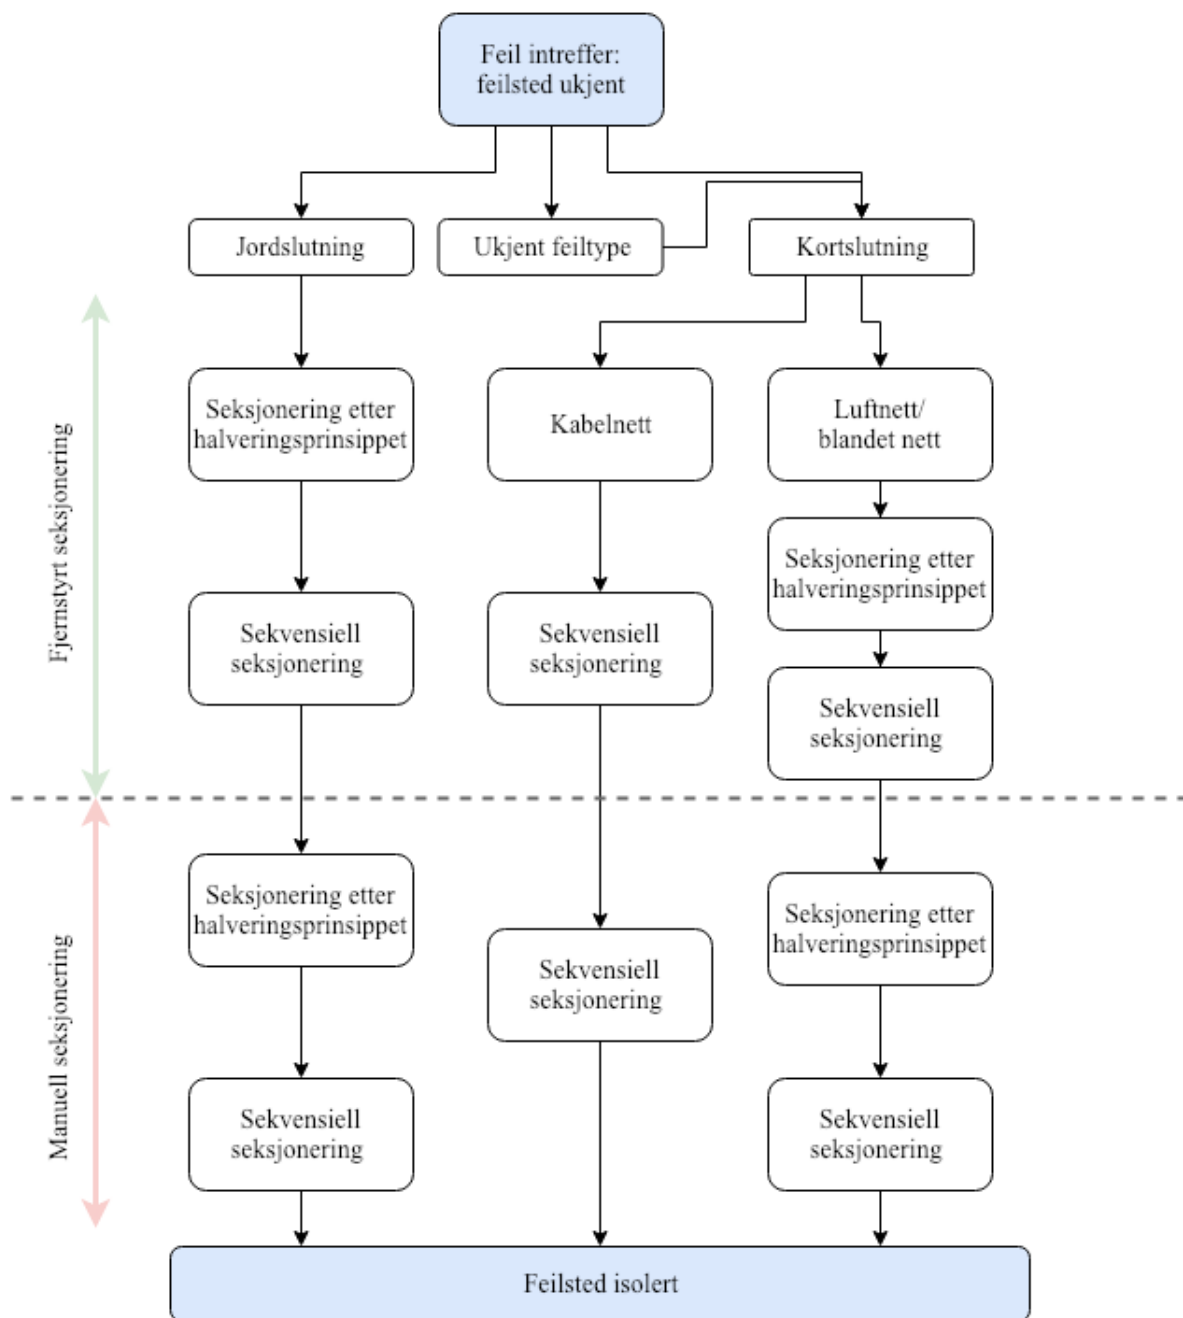 Feil intreffer:
feilsted ukjent
Jordslutning
Ukjent feiltype
Kortslutning
Fjernstyrt seksjonering
Seksjonering etter
halveringsprinsippet
Kabelnett
Luftnett/
blandet nett
Seksjonering etter
halveringsprinsippet
Sekvensiell
seksjonering
Sekvensiell
seksjonering
Sekvensiell
seksjonering
Manuell seksjonering
Seksjonering etter
halveringsprinsippet
Seksjonering etter
halveringsprinsippet
Sekvensiell
seksjonering
Sekvensiell
seksjonering
Sekvensiell
seksjonering
Feilsted isolert